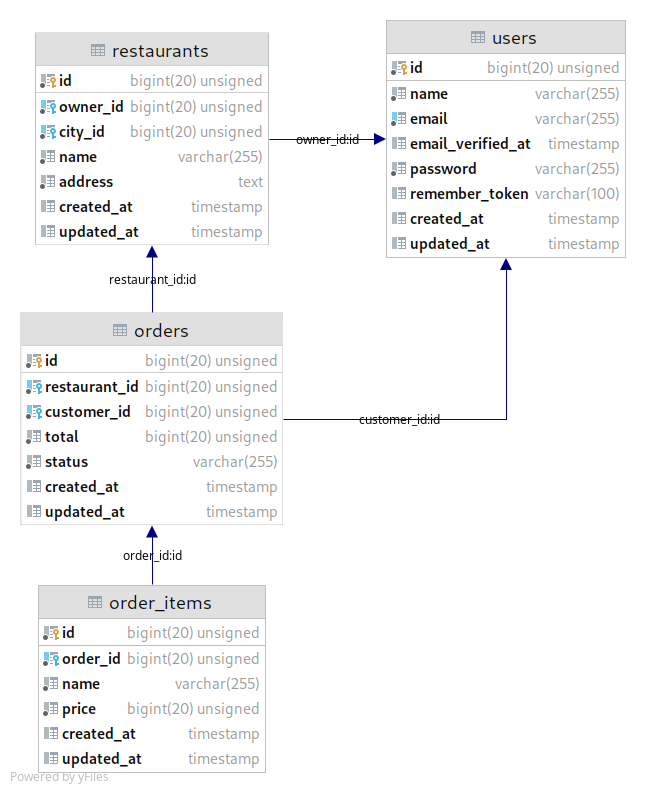 restaurants
id bigint(20) unsigned
owner_id bigint(20) unsigned
city_id bigint(20) unsigned
name varchar(255)
address text
created_at timestamp
updated_at timestamp
owner_id:id
users
id bigint(20) unsigned
name varchar(255)
email varchar(255)
email_verified_at timestamp
password varchar(255)
remember_token varchar(100)
created_at timestamp
updated_at timestamp
restaurant_id:id
orders
id bigint(20) unsigned
restaurant_id bigint(20) unsigned
customer_id bigint(20) unsigned
total bigint(20) unsigned
status varchar(255)
created_at timestamp
updated_at timestamp
customer_id:id
order_id:id
order_items
id bigint(20) unsigned
order_id bigint(20) unsigned
name varchar(255)
price bigint(20) unsigned
created_at timestamp
updated_at timestamp
Powered by yFiles